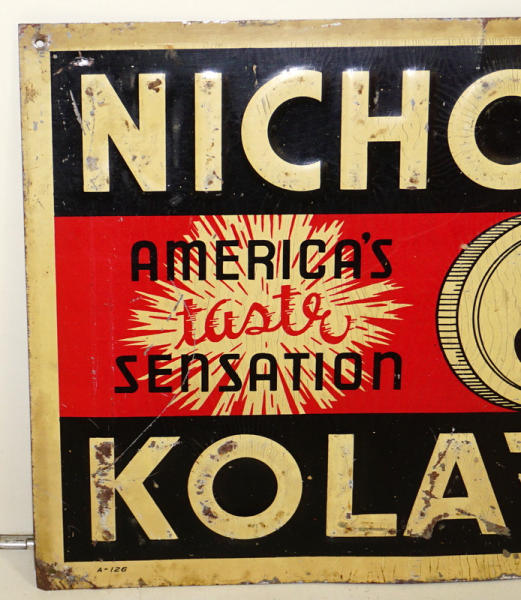 NICHO
AMERICA'S
taste
SENSATION
KOLA
A-126